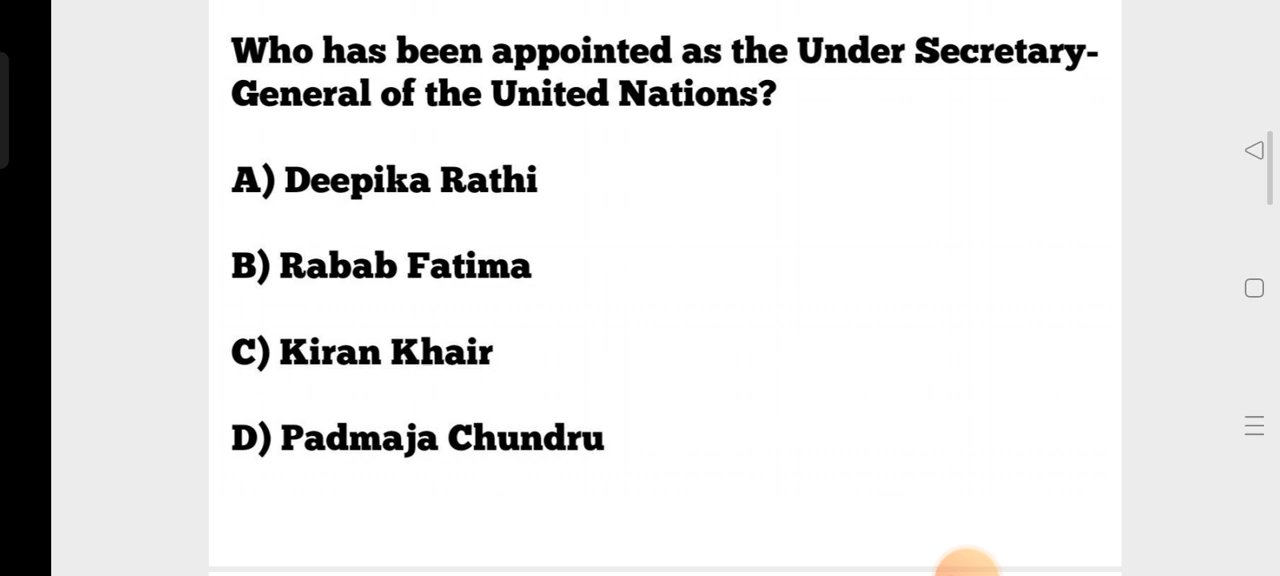 Who has been appointed as the Under Secretary-
General of the United Nations?
A) Deepika Rathi
B) Rabab Fatima
C) Kiran Khair
D) Padmaja Chundru